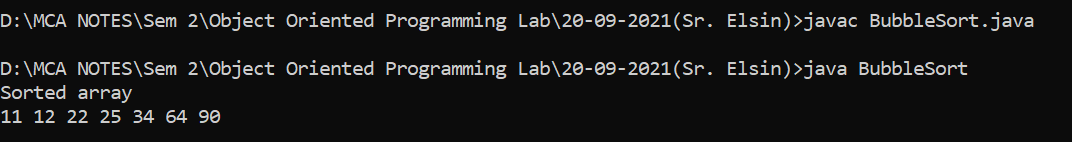 D:\MCA NOTES\Sem 2\Object Oriented Programming Lab\20-09-2021(Sr. Elsin)>javac BubbleSort.java
D:\MCA NOTES\Sem 2\Object Oriented Programming Lab\20-09-2021(Sr. Elsin)>java BubbleSort
Sorted array
11 12 22 25 34 64 90